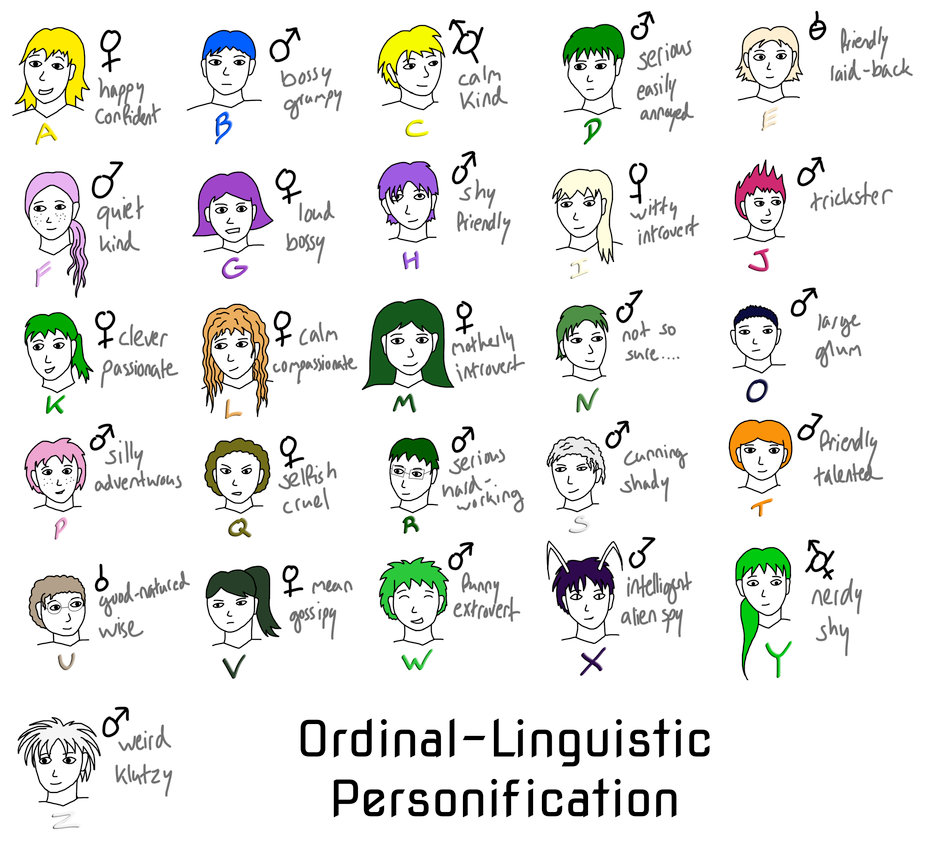 happy
confident
A
bossy
grumpy
B
calm
kind
C
serious
easily
annoyed
D
friendly
laid-back
E
quiet
kind
F
loud
bossy
G
shy
friendly
H
witty
introvert
I
trickster
J
clever
passionate
K
calm
compassionate
L
motherly
introvert
M
not so
sure....
N
large
glum
O
silly
adventurous
P
selfish
cruel
Q
serious
hard-
working
R
cunning
shady
S
friendly
talented
T
good-natured
wise
U
mean
gossipy
V
funny
extrovert
W
intelligent
alien spy
X
nerdy
shy
Y
weird
klutzy
Z
Ordinal-Linguistic
Personification